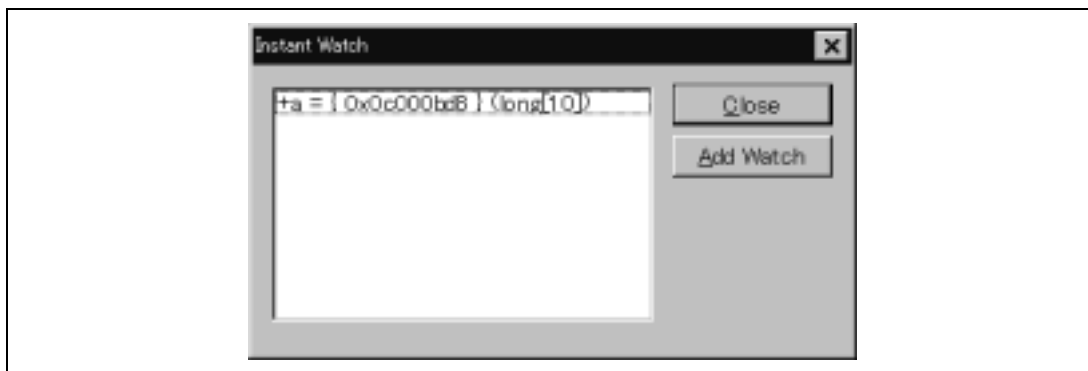 Instant Watch
+a = { 0x0c000bd8 } (long[10])
Close
Add Watch